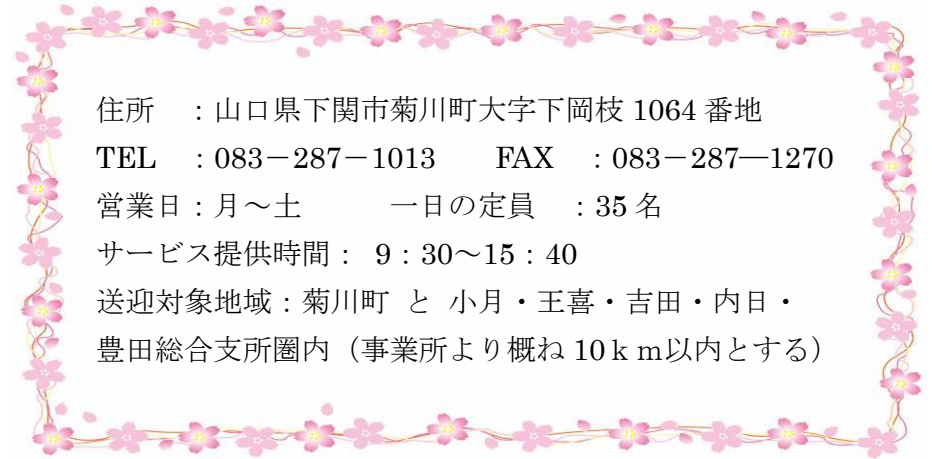 住所　：山口県下関市菊川町大字下岡枝 1064 番地
TEL　：083－287－1013　　FAX　：083－287―1270
営業日：月～土　　　一日の定員　：35 名
サービス提供時間： 9：30～15：40
送迎対象地域：菊川町 と 小月・王喜・吉田・内日・
豊田総合支所圏内（事業所より概ね 10ｋｍ以内とする）